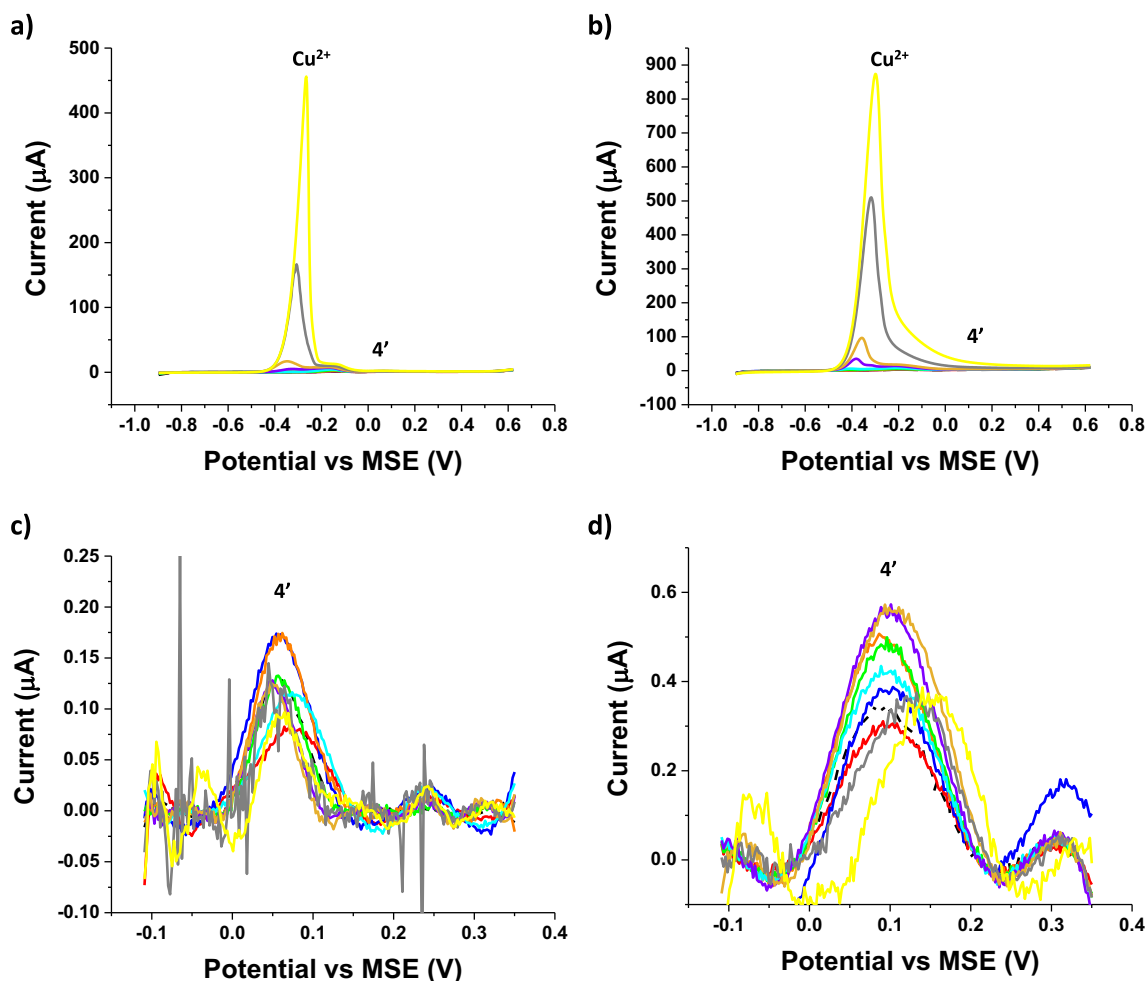 a)
Cu²⁺
4'
Current (μA)
500
400
300
200
100
0
-1.0 -0.8 -0.6 -0.4 -0.2 0.0 0.2 0.4 0.6 0.8
Potential vs MSE (V)
b)
Cu²⁺
4'
Current (μA)
900
800
700
600
500
400
300
200
100
0
-100
-1.0 -0.8 -0.6 -0.4 -0.2 0.0 0.2 0.4 0.6 0.8
Potential vs MSE (V)
c)
4'
Current (μA)
0.25
0.20
0.15
0.10
0.05
0.00
-0.05
-0.10
-0.1 0.0 0.1 0.2 0.3 0.4
Potential vs MSE (V)
d)
4'
Current (μA)
0.6
0.4
0.2
0.0
-0.1 0.0 0.1 0.2 0.3 0.4
Potential vs MSE (V)